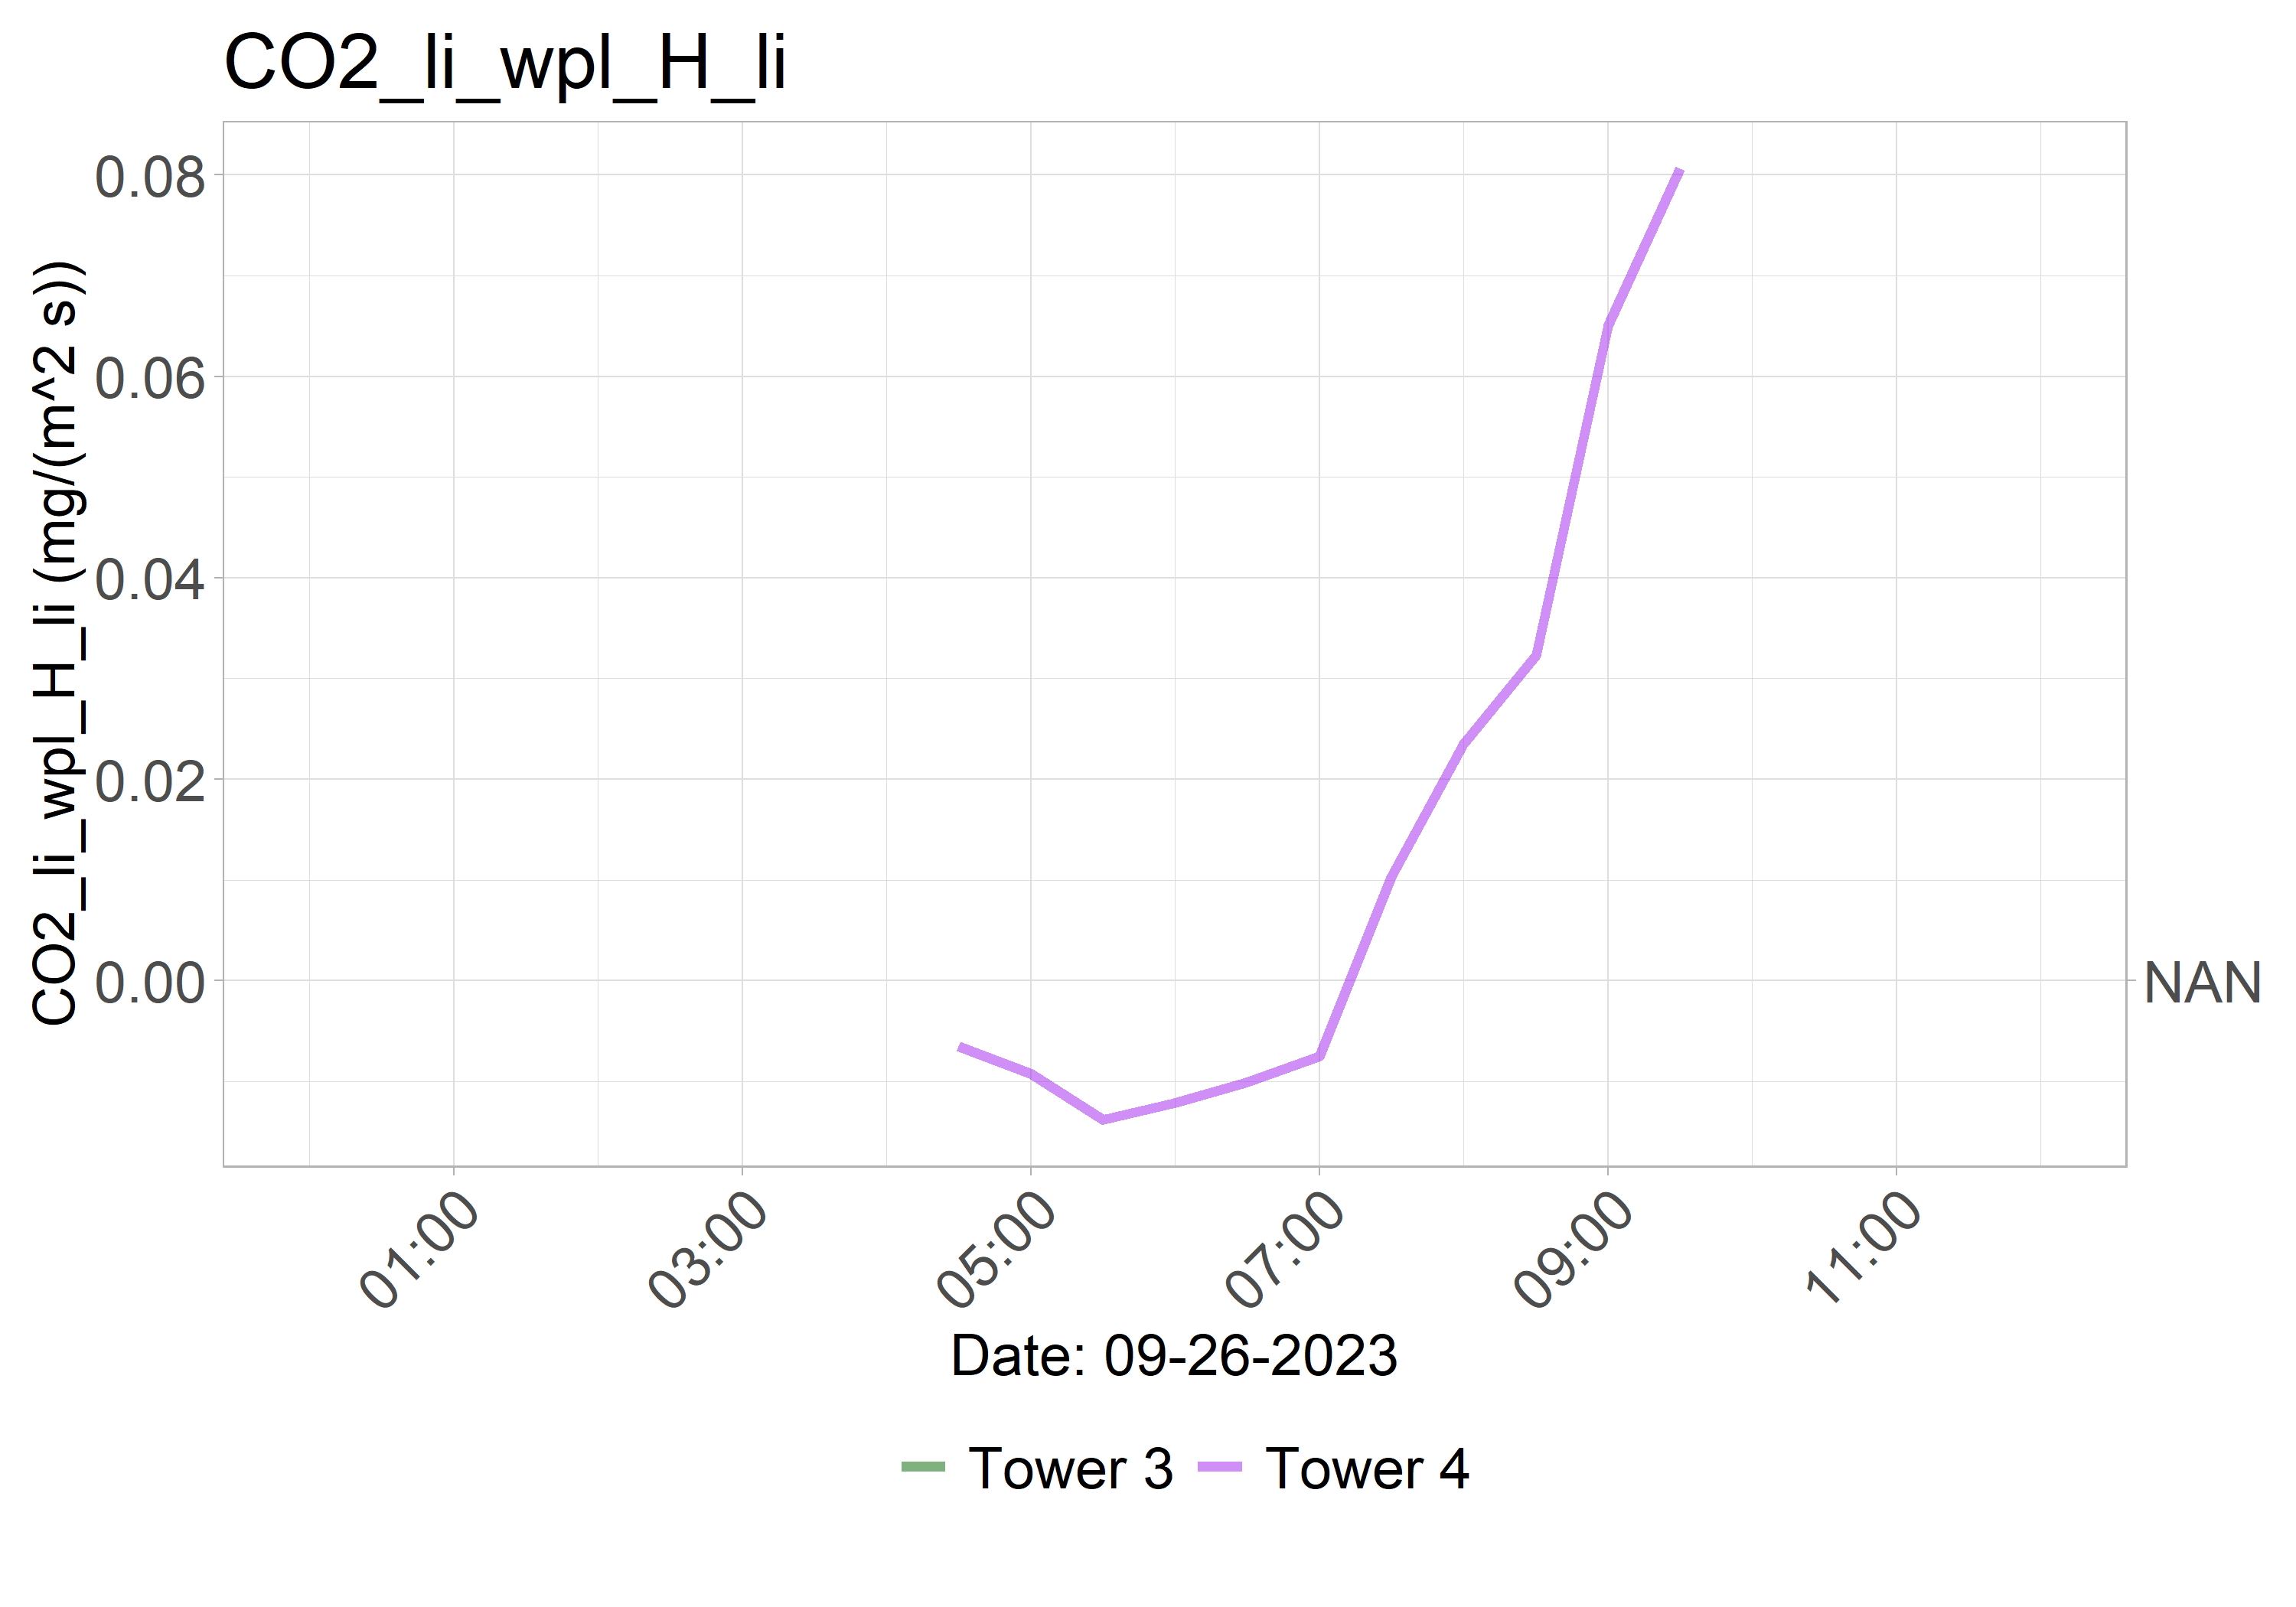 CO2_li_wpl_H_li
CO2_li_wpl_H_li (mg/(m^2 s))
0.08
0.06
0.04
0.02
0.00
NAN
01:00
03:00
05:00
07:00
09:00
11:00
Date: 09-26-2023
Tower 3
Tower 4